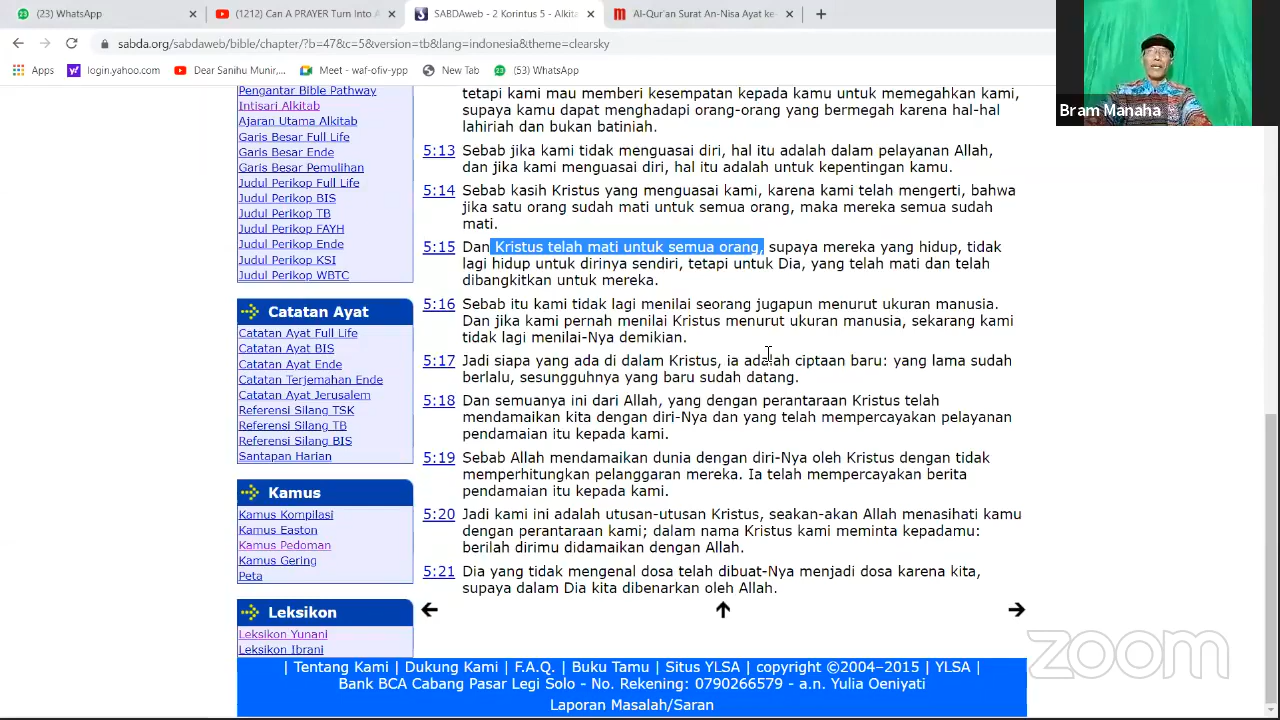 (53) WhatsApp
(1212) Can A PRAYER Turn Into A
SABDAweb - 2 Korintus 5 - Alkita
Al-Qur'an Surat An-Nisa Ayat ke-
sabda.org/sabdaweb/bible/chapter/?b=47&c=5&version=tb&lang=indonesia&theme=clearsky
Apps
login.yahoo.com
Dear Sanihu Munir,...
Meet - waf-ofiv-ypp
New Tab
(53) WhatsApp
Bram Manaha
Pengantar Bible Pathway
Intisari Alkitab
Ajaran Utama Alkitab
Garis Besar Full Life
Garis Besar Ende
Garis Besar Pemulihan
Judul Perikop Full Life
Judul Perikop BIS
Judul Perikop TB
Judul Perikop FAYH
Judul Perikop Ende
Judul Perikop KSI
Judul Perikop WBTC
Catatan Ayat
Catatan Ayat Full Life
Catatan Ayat BIS
Catatan Ayat Ende
Catatan Terjemahan Ende
Catatan Ayat Jerusalem
Referensi Silang TSK
Referensi Silang TB
Referensi Silang BIS
Santapan Harian
Kamus
Kamus Kompilasi
Kamus Easton
Kamus Pedoman
Kamus Gering
Peta
Leksikon
Leksikon Yunani
Leksikon Ibrani
tetapi kami mau memberi kesempatan kepada kamu untuk memegahkan kami,
supaya kamu dapat menghadapi orang-orang yang bermegah karena hal-hal
lahiriah dan bukan batiniah.
5:13 Sebab jika kami tidak menguasai diri, hal itu adalah dalam pelayanan Allah,
dan jika kami menguasai diri, hal itu adalah untuk kepentingan kamu.
5:14 Sebab kasih Kristus yang menguasai kami, karena kami telah mengerti, bahwa
jika satu orang sudah mati untuk semua orang, maka mereka semua sudah
mati.
5:15 Dan Kristus telah mati untuk semua orang, supaya mereka yang hidup, tidak
lagi hidup untuk dirinya sendiri, tetapi untuk Dia, yang telah mati dan telah
dibangkitkan untuk mereka.
5:16 Sebab itu kami tidak lagi menilai seorang jugapun menurut ukuran manusia.
Dan jika kami pernah menilai Kristus menurut ukuran manusia, sekarang kami
tidak lagi menilai-Nya demikian.
5:17 Jadi siapa yang ada di dalam Kristus, ia adalah ciptaan baru: yang lama sudah
berlalu, sesungguhnya yang baru sudah datang.
5:18 Dan semuanya ini dari Allah, yang dengan perantaraan Kristus telah
mendamaikan kita dengan diri-Nya dan yang telah mempercayakan pelayanan
pendamaian itu kepada kami.
5:19 Sebab Allah mendamaikan dunia dengan diri-Nya oleh Kristus dengan tidak
memperhitungkan pelanggaran mereka. Ia telah mempercayakan berita
pendamaian itu kepada kami.
5:20 Jadi kami ini adalah utusan-utusan Kristus, seakan-akan Allah menasihati kamu
dengan perantaraan kami; dalam nama Kristus kami meminta kepadamu:
berilah dirimu didamaikan dengan Allah.
5:21 Dia yang tidak mengenal dosa telah dibuat-Nya menjadi dosa karena kita,
supaya dalam Dia kita dibenarkan oleh Allah.
| Tentang Kami | Dukung Kami | F.A.Q. | Buku Tamu | Situs YLSA | copyright ©2004–2015 | YLSA |
Bank BCA Cabang Pasar Legi Solo - No. Rekening: 0790266579 - a.n. Yulia Oeniyati
Laporan Masalah/Saran
zoom